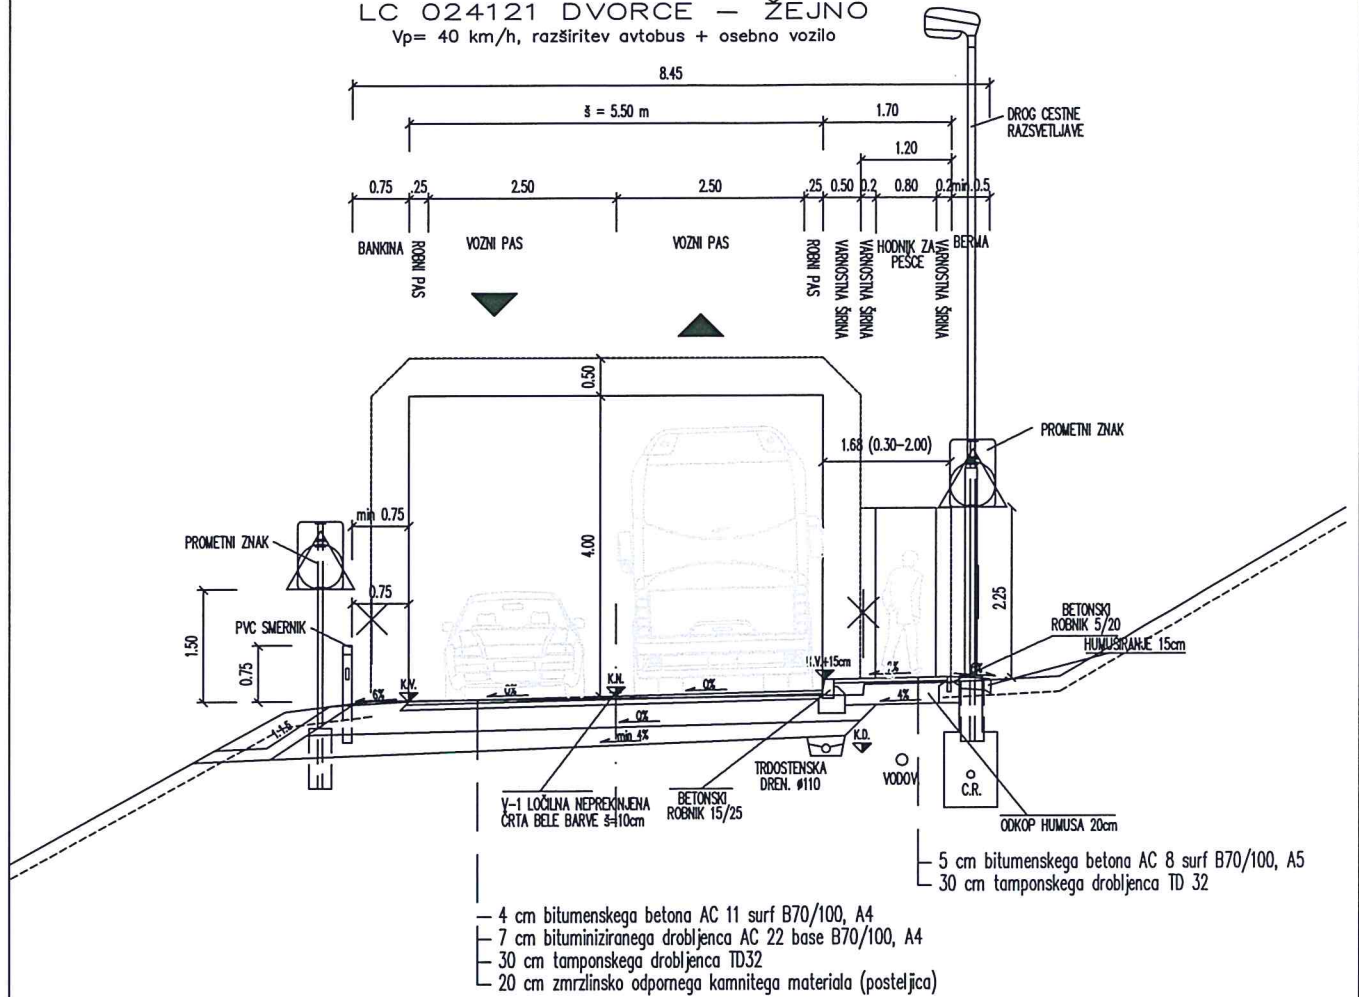 LC 024121 DVORCE – ŽEJNO
Vp= 40 km/h, razširitev avtobus + osebno vozilo
8.45
š = 5.50 m
1.70
1.20
0.75 .25 2.50 2.50 .25 0.50 0.2 0.80 0.2 min.0.5
DROG CESTNE
RAZSVETLJAVE
BANKINA
ROBNI PAS
VOZNI PAS
VOZNI PAS
ROBNI PAS
VARNOSTNA ŠIRINA
VARNOSTNA ŠIRINA
HODNIK ZA
PEŠCE
VARNOSTNA ŠIRINA
BERMA
0.50
4.00
1.68 (0.30-2.00)
PROMETNI ZNAK
min 0.75
PROMETNI ZNAK
0.75
1.50
PVC SMERNIK
0.75
2.25
BETONSKI
ROBNIK 5/20
HUMUSIRANJE 15cm
K.V.
6%
0%
K.N.
0%
4%
0%
min 4%
1:1.5
K.D.
TRDOSTENSKA
DREN. ø110
VODOV
C.R.
V-1 LOČILNA NEPREKINJENA
ČRTA BELE BARVE š=10cm
BETONSKI
ROBNIK 15/25
ODKOP HUMUSA 20cm
5 cm bitumenskega betona AC 8 surf B70/100, A5
30 cm tamponskega drobljenca TD 32
4 cm bitumenskega betona AC 11 surf B70/100, A4
7 cm bituminiziranega drobljenca AC 22 base B70/100, A4
30 cm tamponskega drobljenca TD32
20 cm zmrzlinsko odpornega kamnitega materiala (posteljica)